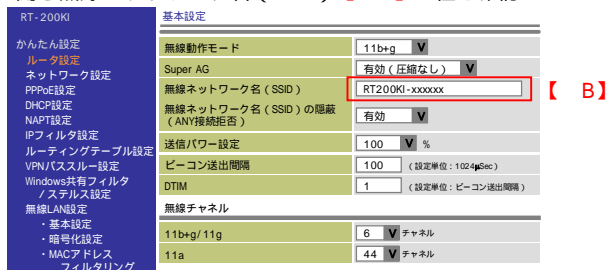 RT-200KI
かんたん設定
ルータ設定
ネットワーク設定
PPPoE設定
DHCP設定
NAPT設定
IPフィルタ設定
ルーティングテーブル設定
VPNパススルー設定
Windows共有フィルタ
/ステルス設定
無線LAN設定
・基本設定
・暗号化設定
・MACアドレス
フィルタリング
基本設定
無線動作モード 11b+g V
Super AG 有効(圧縮なし) V
無線ネットワーク名(SSID) RT200KI-xxxxxx 【 B】
無線ネットワーク名(SSID)の隠蔽
(ANY接続拒否) 有効 V
送信パワー設定 100 V %
ビーコン送出間隔 100 (設定単位:1024μSec)
DTIM 1 (設定単位:ビーコン送出間隔)
無線チャネル
11b+g/11g 6 V チャネル
11a 44 V チャネル